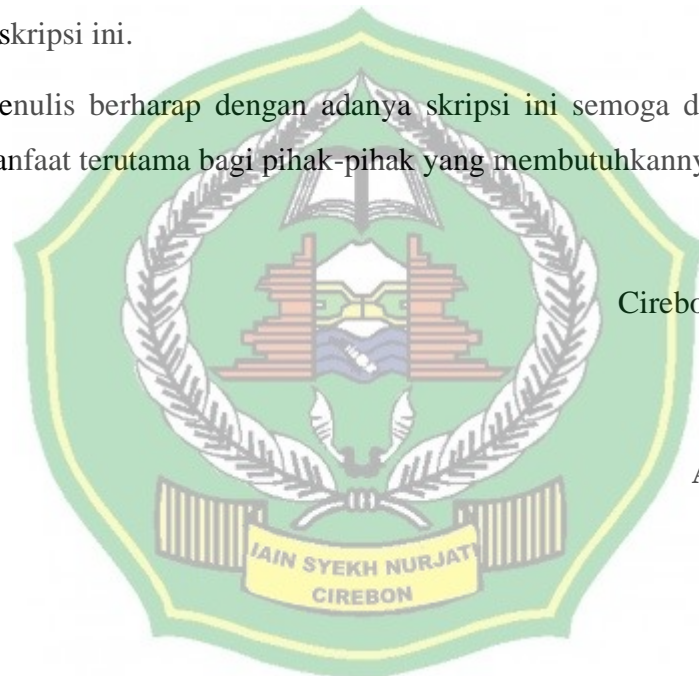 skripsi ini.
enulis berharap dengan adanya skripsi ini semoga d
anfaat terutama bagi pihak-pihak yang membutuhkanny
Cirebo
A
IAIN SYEKH NURJATI
CIREBON